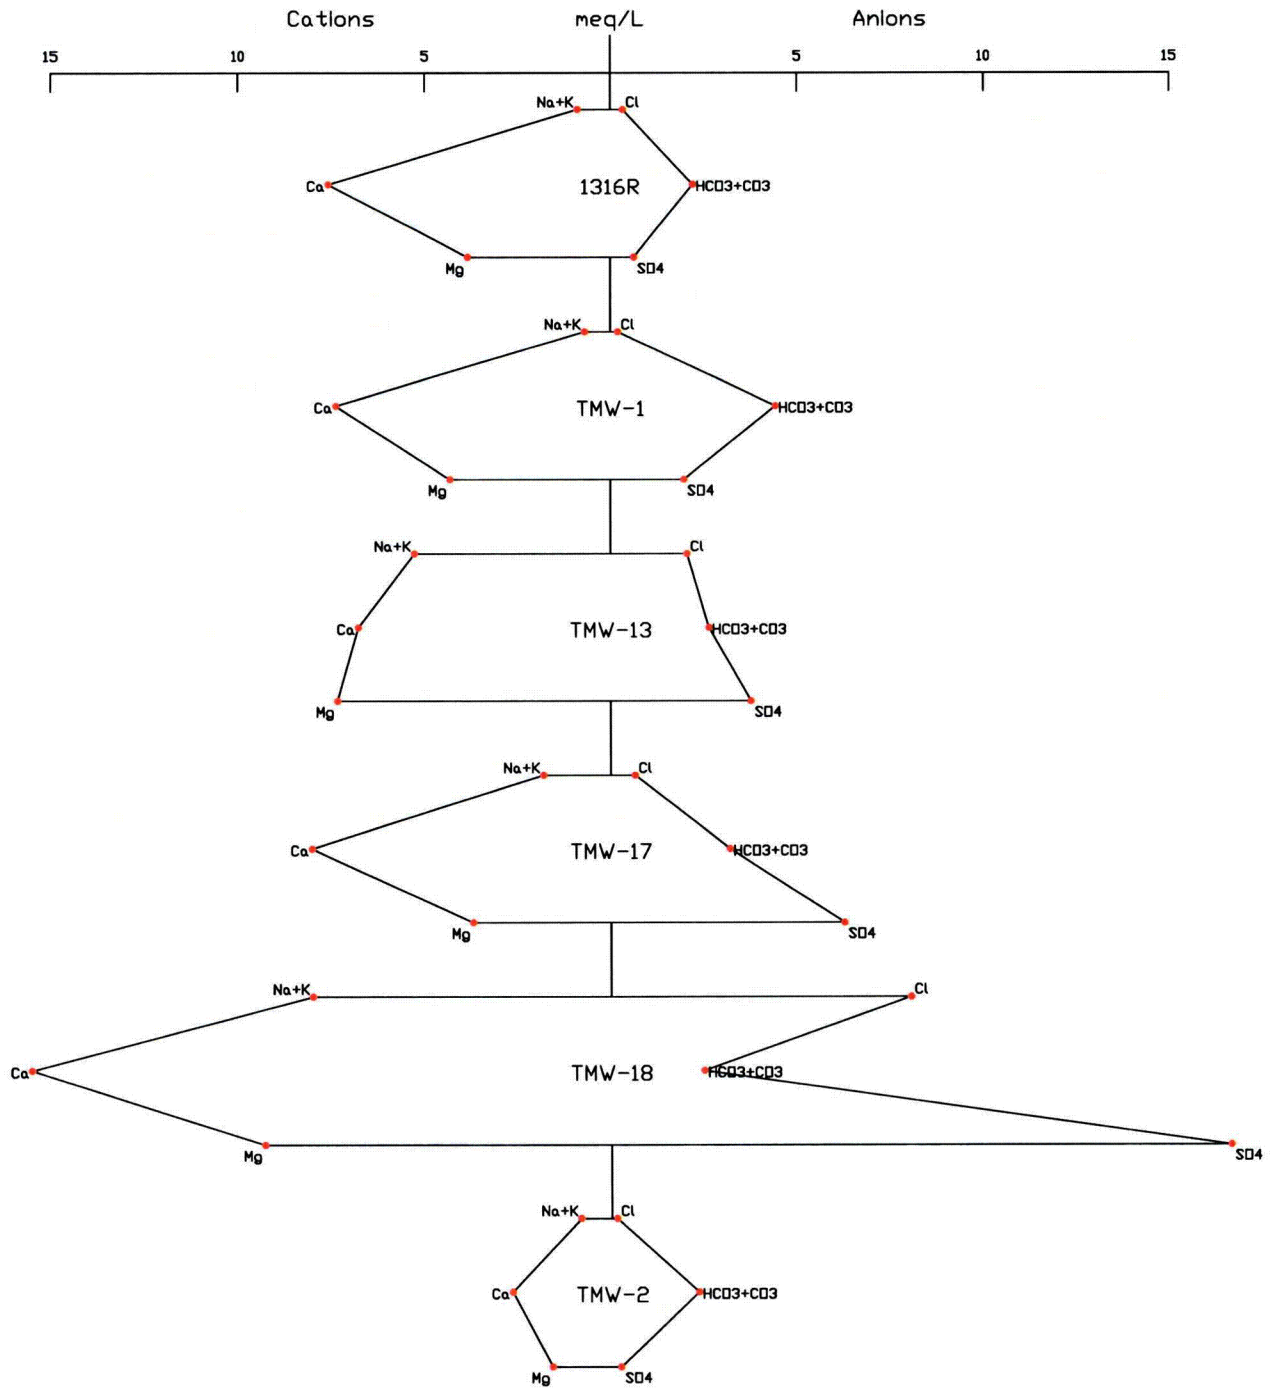 Cations meq/L Anions
15 10 5 5 10 15
Na+K Cl
Ca 1316R HCO3+CO3
Mg SO4
Na+K Cl
Ca TMW-1 HCO3+CO3
Mg SO4
Na+K Cl
Ca TMW-13 HCO3+CO3
Mg SO4
Na+K Cl
Ca TMW-17 HCO3+CO3
Mg SO4
Na+K Cl
Ca TMW-18 HCO3+CO3
Mg SO4
Na+K Cl
Ca TMW-2 HCO3+CO3
Mg SO4